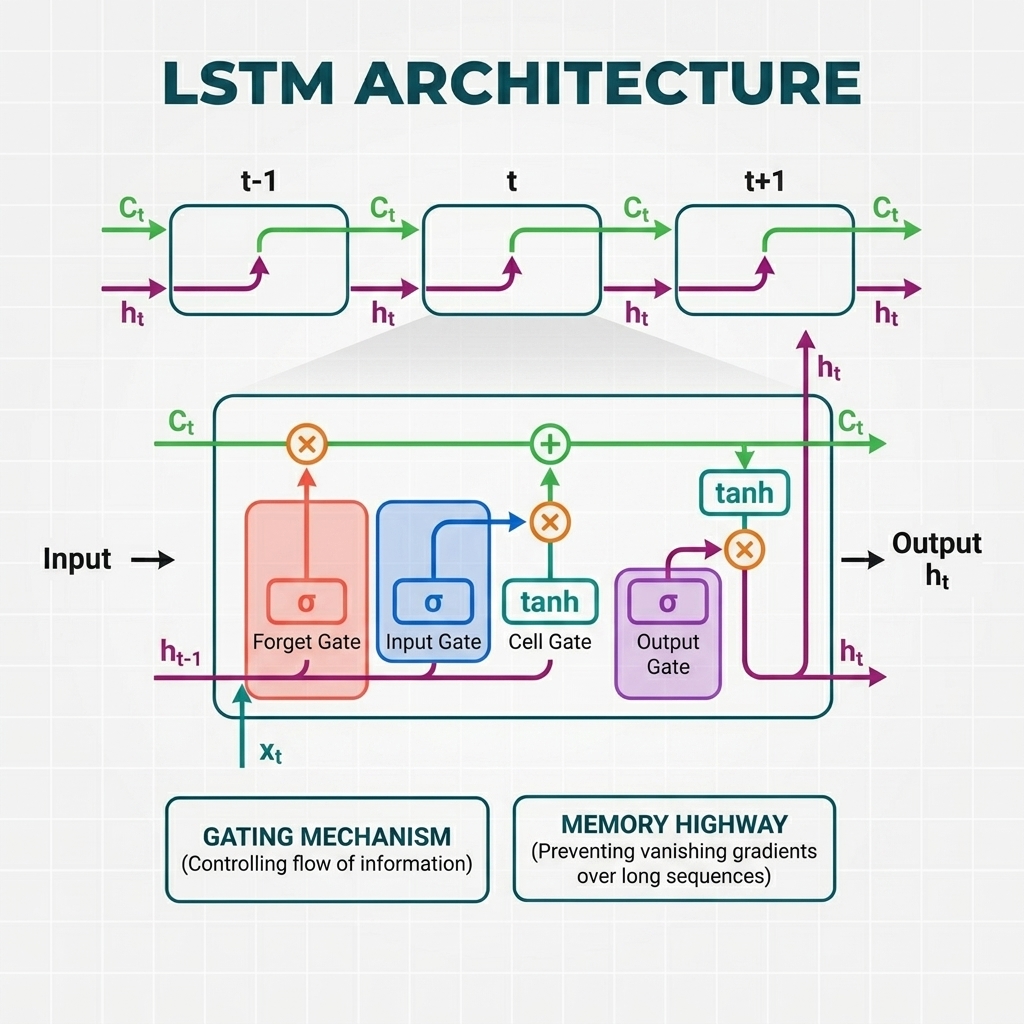 LSTM ARCHITECTURE
t-1
t
t+1
Cₜ
Cₜ
Cₜ
Cₜ
hₜ
hₜ
hₜ
hₜ
hₜ
Cₜ
Cₜ
×
+
tanh
×
×
Input
Output
hₜ
σ
σ
tanh
σ
Forget Gate
Input Gate
Cell Gate
Output
Gate
hₜ₋₁
hₜ
xₜ
GATING MECHANISM
(Controlling flow of information)
MEMORY HIGHWAY
(Preventing vanishing gradients
over long sequences)